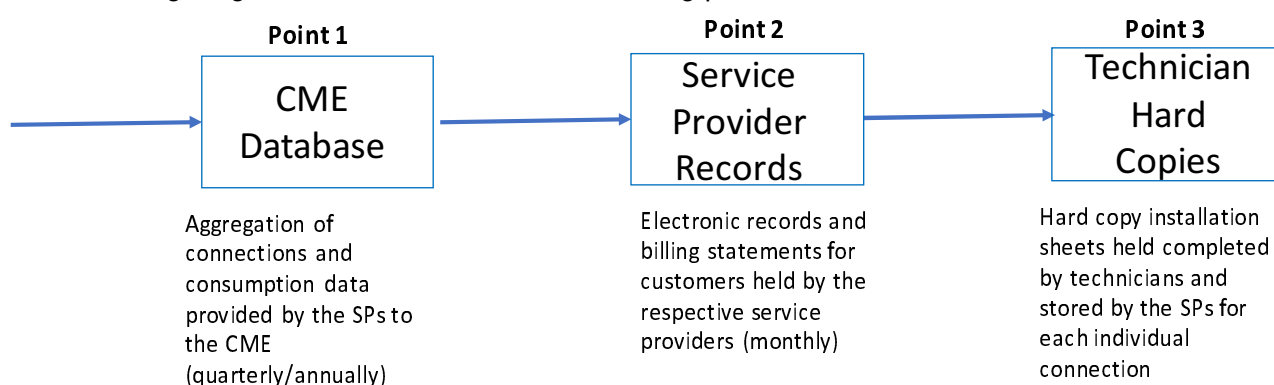 Point 1
CME
Database
Aggregation of
connections and
consumption data
provided by the SPs to
the CME
(quarterly/annually)
Point 2
Service
Provider
Records
Electronic records and
billing statements for
customers held by the
respective service
providers (monthly)
Point 3
Technician
Hard
Copies
Hard copy installation
sheets held completed
by technicians and
stored by the SPs for
each individual
connection